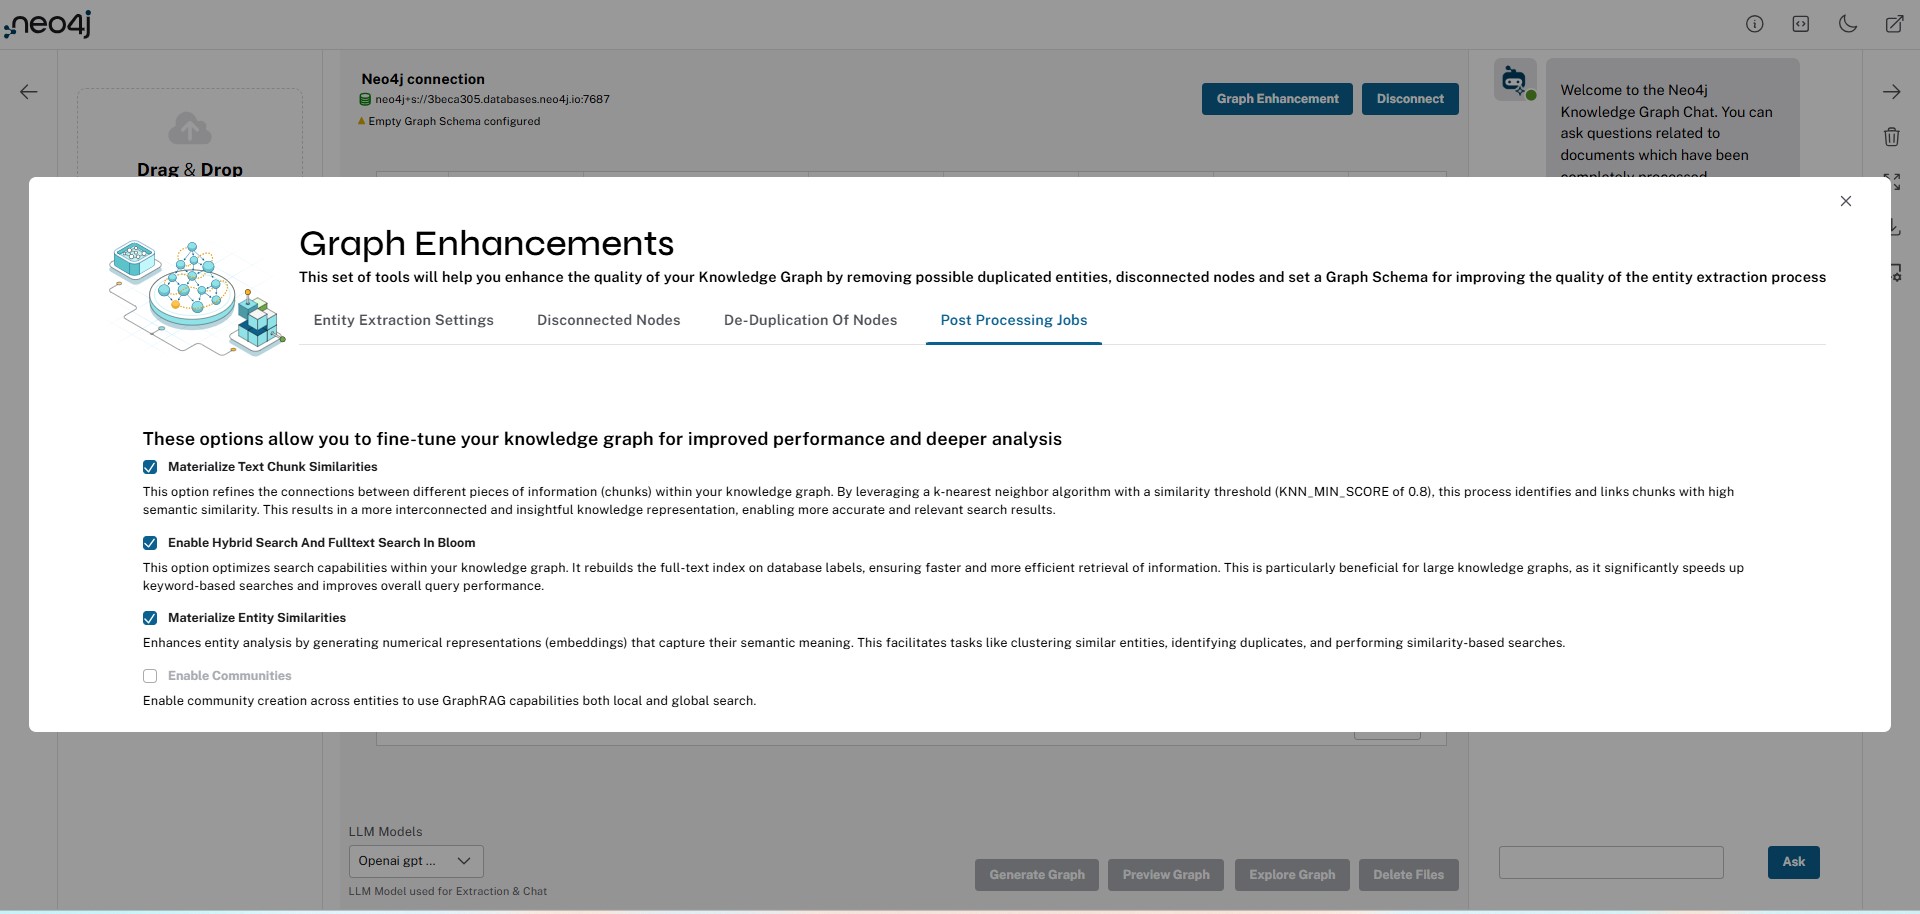 neo4j
Neo4j connection
neo4j+s://3beca305.databases.neo4j.io:7687
Empty Graph Schema configured
Graph Enhancement
Disconnect
Drag & Drop
Welcome to the Neo4j
Knowledge Graph Chat. You can
ask questions related to
documents which have been
completely processed.
Graph Enhancements
This set of tools will help you enhance the quality of your Knowledge Graph by removing possible duplicated entities, disconnected nodes and set a Graph Schema for improving the quality of the entity extraction process
Entity Extraction Settings
Disconnected Nodes
De-Duplication Of Nodes
Post Processing Jobs
These options allow you to fine-tune your knowledge graph for improved performance and deeper analysis
Materialize Text Chunk Similarities
This option refines the connections between different pieces of information (chunks) within your knowledge graph. By leveraging a k-nearest neighbor algorithm with a similarity threshold (KNN_MIN_SCORE of 0.8), this process identifies and links chunks with high
semantic similarity. This results in a more interconnected and insightful knowledge representation, enabling more accurate and relevant search results.
Enable Hybrid Search And Fulltext Search In Bloom
This option optimizes search capabilities within your knowledge graph. It rebuilds the full-text index on database labels, ensuring faster and more efficient retrieval of information. This is particularly beneficial for large knowledge graphs, as it significantly speeds up
keyword-based searches and improves overall query performance.
Materialize Entity Similarities
Enhances entity analysis by generating numerical representations (embeddings) that capture their semantic meaning. This facilitates tasks like clustering similar entities, identifying duplicates, and performing similarity-based searches.
Enable Communities
Enable community creation across entities to use GraphRAG capabilities both local and global search.
LLM Models
Openai gpt ...
LLM Model used for Extraction & Chat
Generate Graph
Preview Graph
Explore Graph
Delete Files
Ask